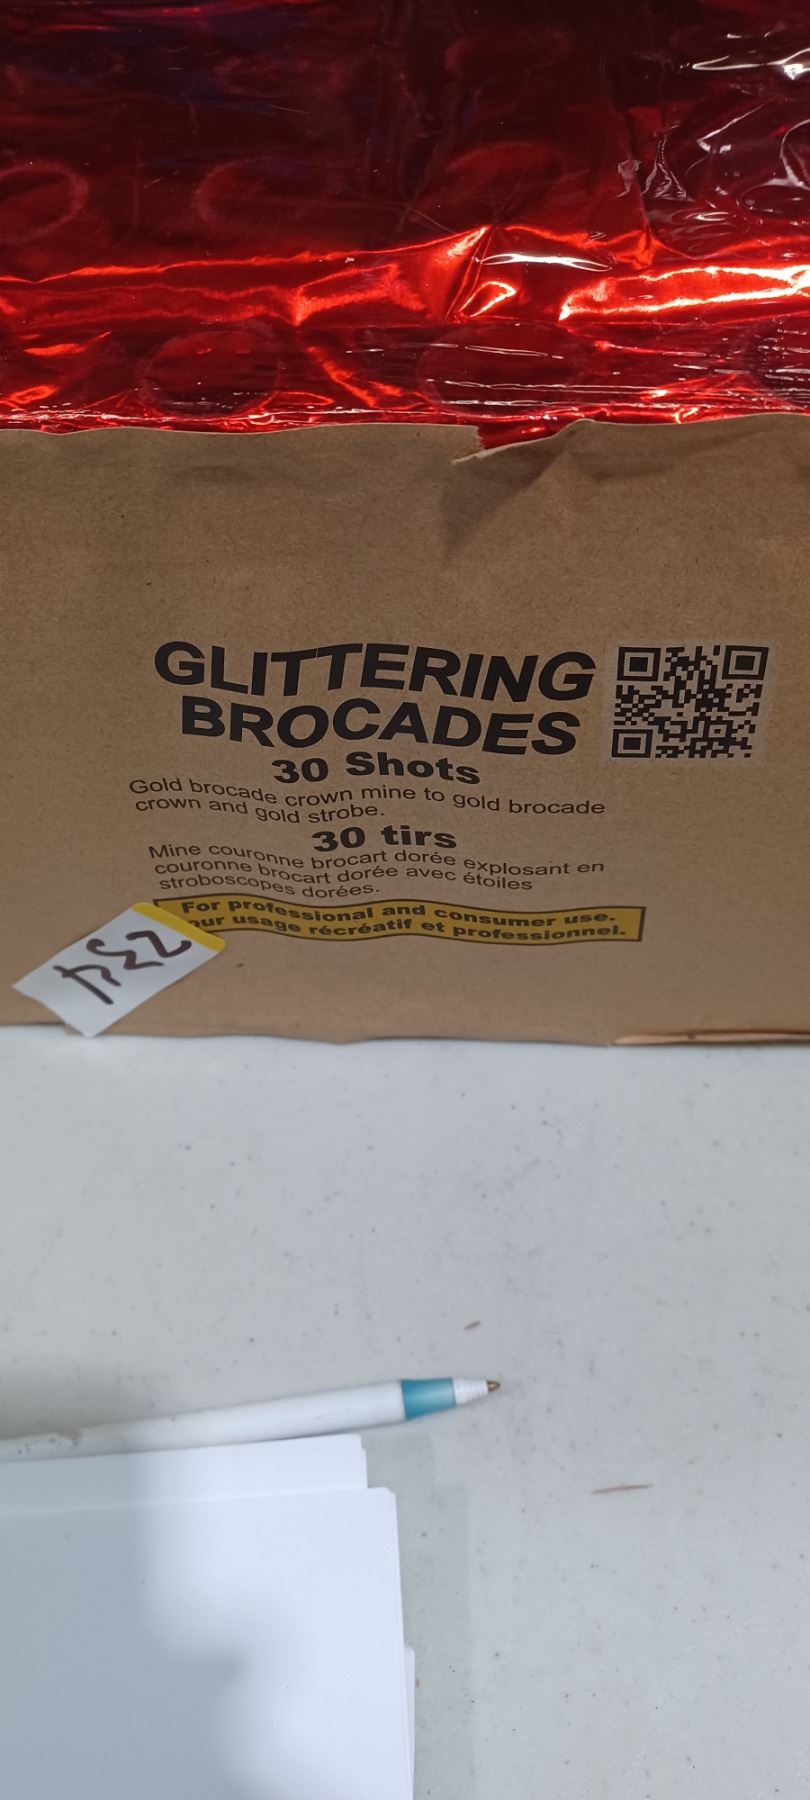 GLITTERING
BROCADES
30 Shots
Gold brocade crown mine to gold brocade
crown and gold strobe.
30 tirs
Mine couronne brocart dorée explosant en
couronne brocart dorée avec étoiles
stroboscopes dorées.
For professional and consumer use.
usage récréatif et professionnel.